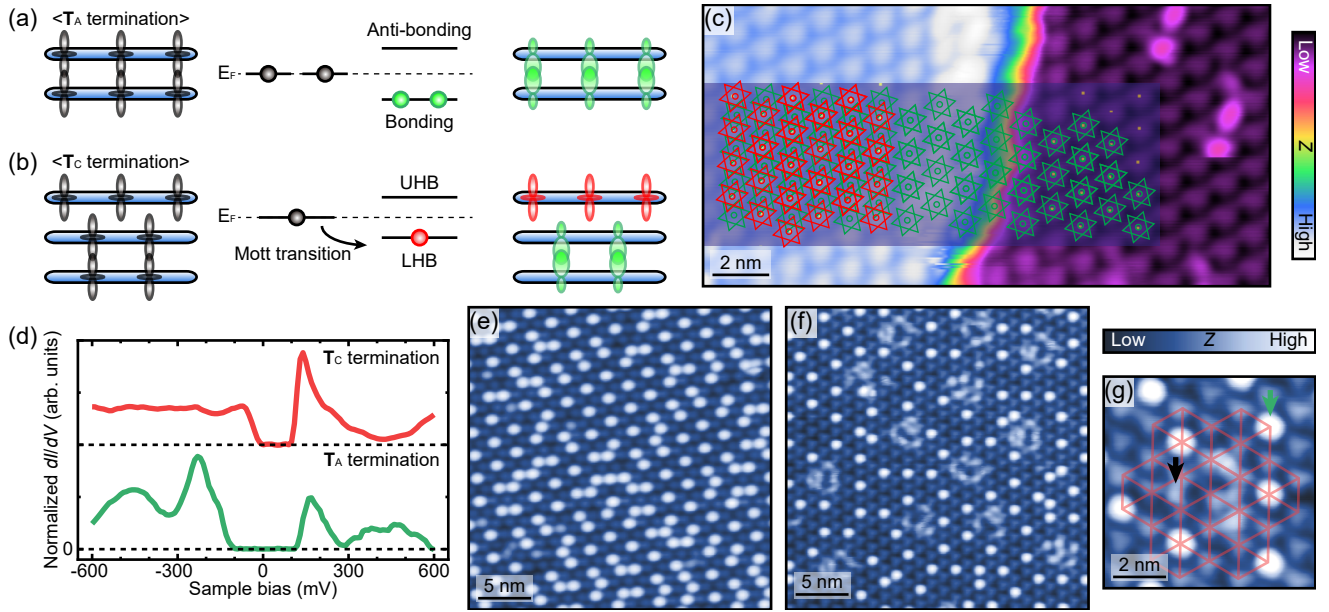 (a)
<TA termination>
EF
Anti-bonding
Bonding
(b)
<TC termination>
EF
Mott transition
UHB
LHB
(c)
2 nm
Low
Z
High
(d)
Normalized dI/dV (arb. units)
TC termination
TA termination
0
-600 -300 0 300 600
Sample bias (mV)
(e)
5 nm
(f)
5 nm
Low Z High
(g)
2 nm